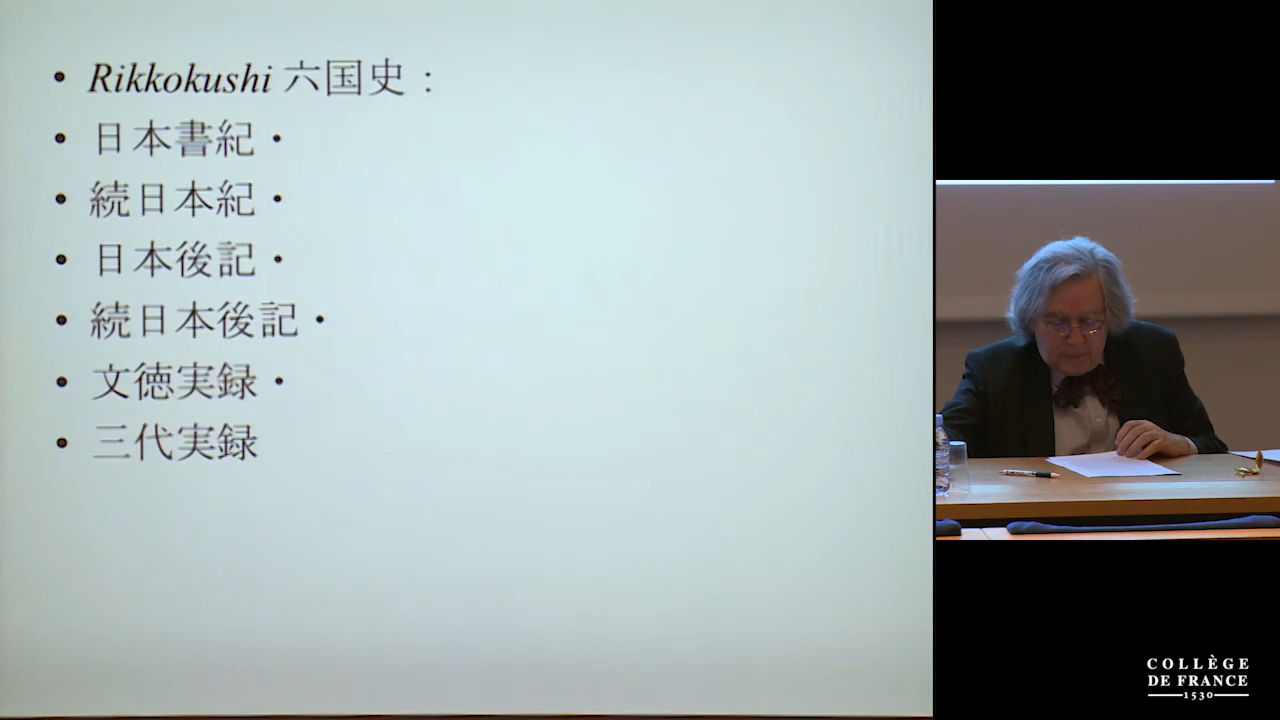 • Rikkokushi 六国史 :
• 日本書紀・
• 続日本紀・
• 日本後記・
• 続日本後記・
• 文徳実録・
• 三代実録
COLLÈGE
DE FRANCE
1530